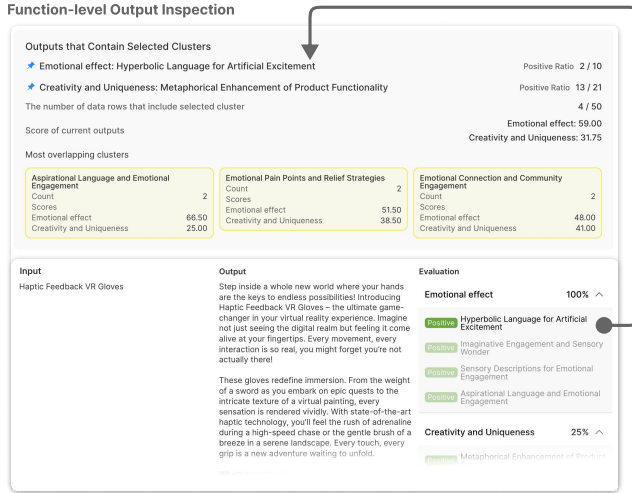 Function-level Output Inspection
Outputs that Contain Selected Clusters
Emotional effect: Hyperbolic Language for Artificial Excitement
Positive Ratio 2 / 10
Creativity and Uniqueness: Metaphorical Enhancement of Product Functionality
Positive Ratio 13 / 21
The number of data rows that include selected cluster
4 / 50
Score of current outputs
Emotional effect: 59.00
Creativity and Uniqueness: 31.75
Most overlapping clusters
Aspirational Language and Emotional
Engagement
Count 2
Scores
Emotional effect 66.50
Creativity and Uniqueness 25.00
Emotional Pain Points and Relief Strategies
Count 2
Scores
Emotional effect 51.50
Creativity and Uniqueness 38.50
Emotional Connection and Community
Engagement
Count 2
Scores
Emotional effect 48.00
Creativity and Uniqueness 41.00
Input
Haptic Feedback VR Gloves
Output
Step inside a whole new world where your hands
are the keys to endless possibilities! Introducing
Haptic Feedback VR Gloves – the ultimate game-
changer in your virtual reality experience. Imagine
not just seeing the digital realm but feeling it come
alive at your fingertips. Every movement, every
interaction is so real, you might forget you're not
actually there!
These gloves redefine immersion. From the weight
of a sword as you embark on epic quests to the
intricate texture of a virtual painting, every
sensation is rendered vividly. With state-of-the-art
haptic technology, you'll feel the rush of adrenaline
during a high-speed chase or the gentle brush of a
breeze in a serene landscape. Every touch, every
grip is a new adventure waiting to unfold.
Evaluation
Emotional effect 100%
Positive Hyperbolic Language for Artificial
Excitement
Positive Imaginative Engagement and Sensory
Wonder
Positive Sensory Descriptions for Emotional
Engagement
Positive Aspirational Language and Emotional
Engagement
Creativity and Uniqueness 25%
Metaphorical Enhancement of Product